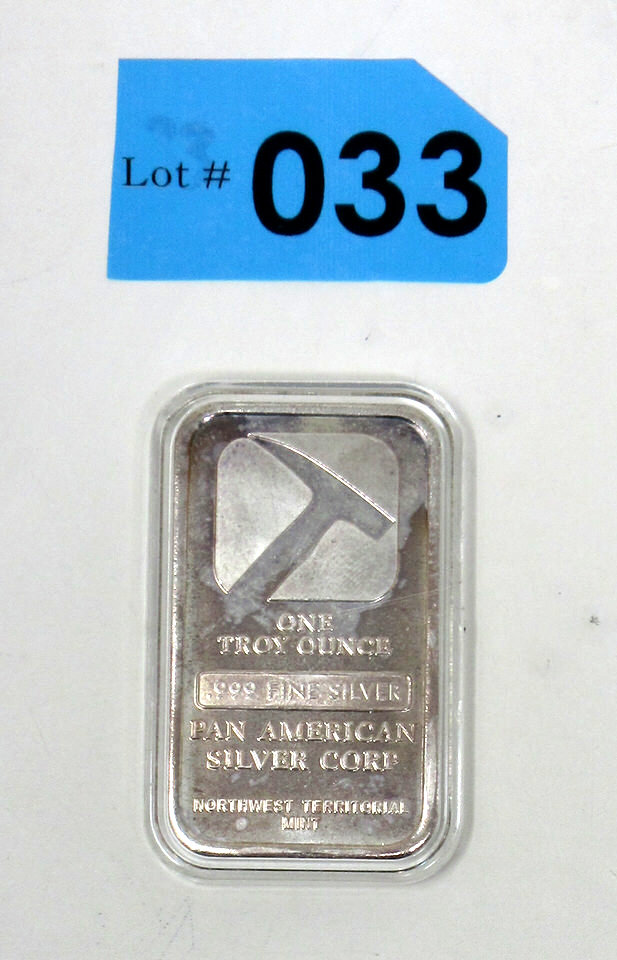 Lot # 033
ONE
TROY OUNCE
.999 FINE SILVER
PAN AMERICAN
SILVER CORP
NORTHWEST TERRITORIAL
MINT